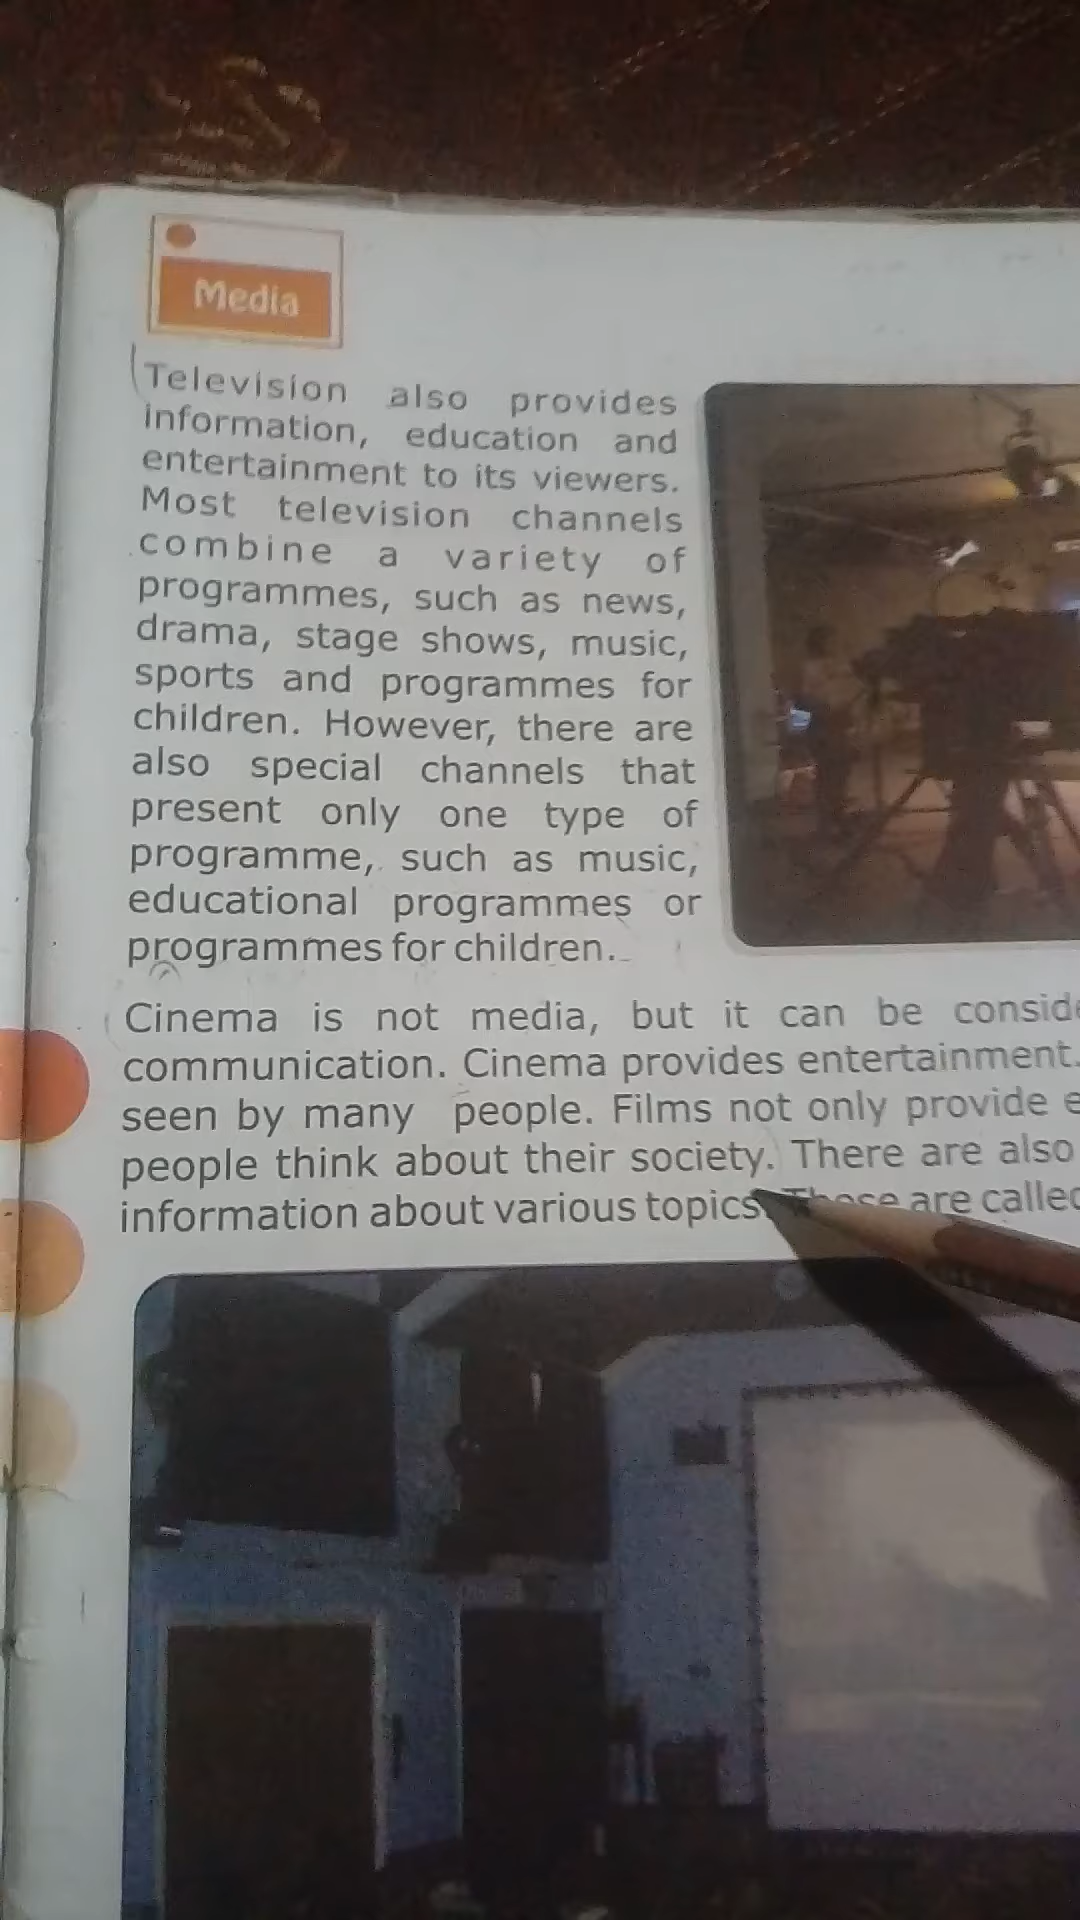 Media
Television also provides
information, education and
entertainment to its viewers.
Most television channels
combine a variety of
programmes, such as news,
drama, stage shows, music,
sports and programmes for
children. However, there are
also special channels that
present only one type of
programme, such as music,
educational programmes or
programmes for children.
Cinema is not media, but it can be
communication. Cinema provides entertainment.
seen by many people. Films not only provide
people think about their society. There are also
information about various topics. are